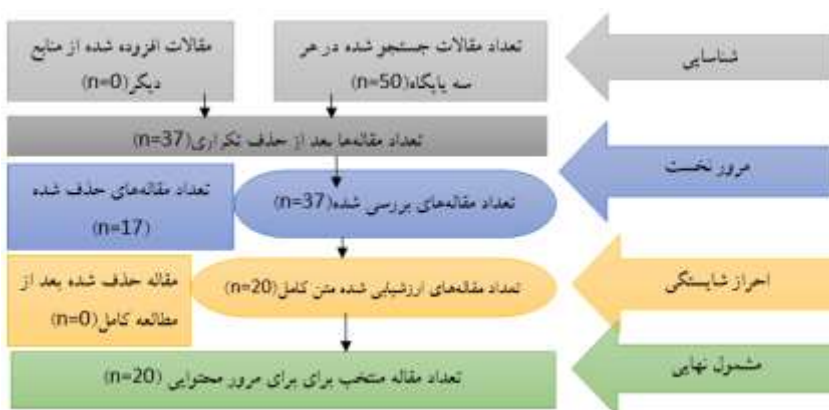 شناسایی
تعداد مقالات جستجو شده در هر
سه پایگاه(n=50)
مقالات افزوده شده از منابع
دیگر(n=0)
تعداد مقاله‌ها بعد از حذف تکراری(n=37)
مرور نخست
تعداد مقاله‌های بررسی شده(n=37)
تعداد مقاله‌های حذف شده
(n=17)
احراز شایستگی
تعداد مقاله‌های ارزشیابی شده متن کامل(n=20)
مقاله حذف شده بعد از
مطالعه کامل(n=0)
مشمول نهایی
تعداد مقاله منتخب برای برای مرور محتوایی (n=20)